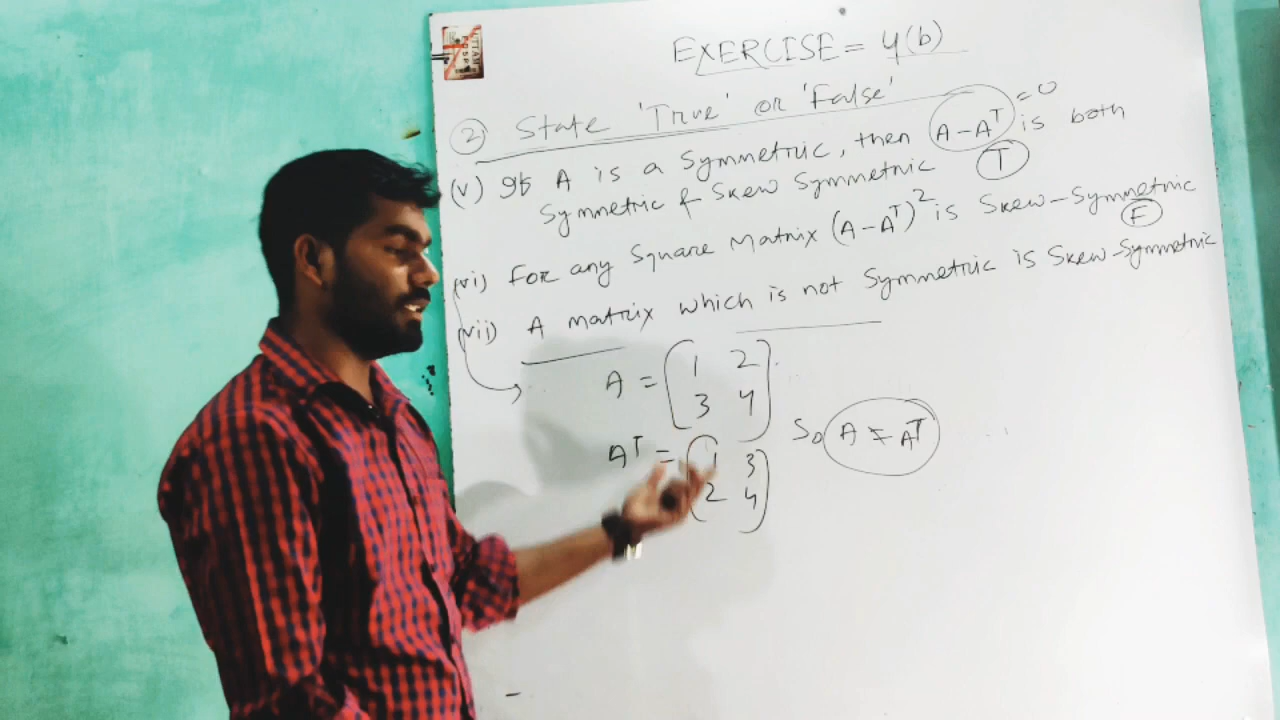 EXERCISE = 4(b)
② State 'True' or 'False'
(v) If A is a symmetric, then A-Aᵀ = 0 is both
Symmetric & Skew Symmetric T
(vi) For any Square Matrix (A-Aᵀ)² is Skew-Symmetric F
(vii) A matrix which is not Symmetric is Skew-Symmetric
A = [1 2
3 4].
So A ≠ Aᵀ
Aᵀ = [1 3
2 4]